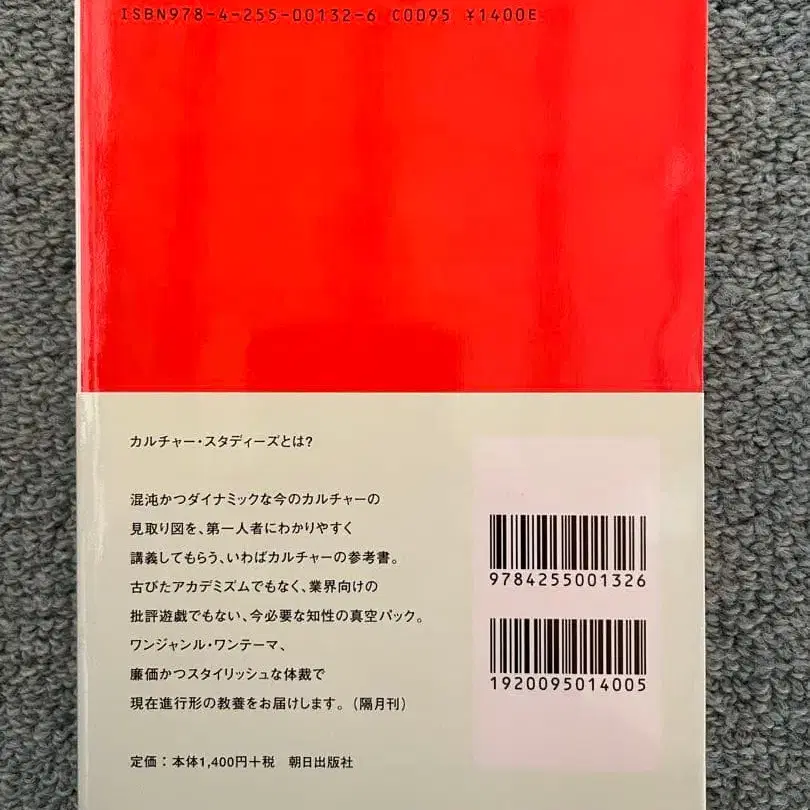 ISBN978-4-255-00132-6 C0095 ¥1400E
カルチャー・スタディーズとは?
混沌かつダイナミックな今のカルチャーの
見取り図を、第一人者にわかりやすく
講義してもらう、いわばカルチャーの参考書。
古びたアカデミズムでもなく、業界向けの
批評遊戯でもない、今必要な知性の真空パック。
ワンジャンル・ワンテーマ、
廉価かつスタイリッシュな体裁で
現在進行形の教養をお届けします。(隔月刊)
定価:本体1,400円+税 朝日出版社
9784255001326
1920095014005